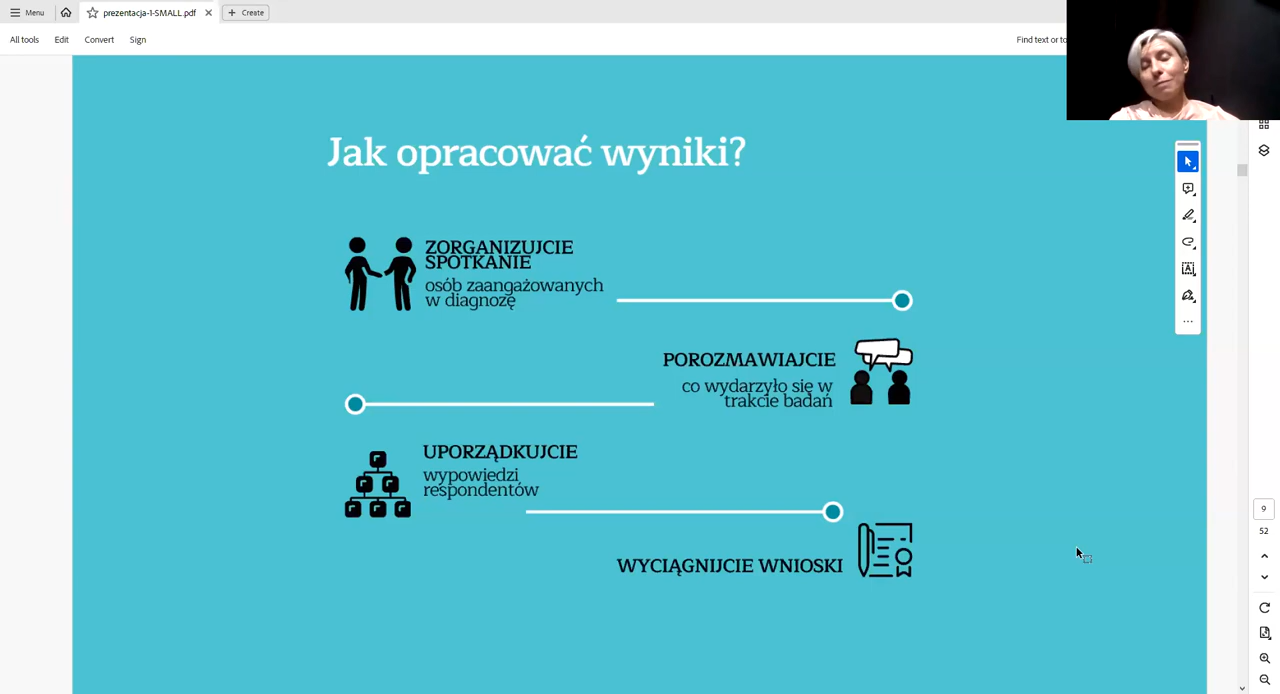 Menu
prezentacja-1-SMALL.pdf
Create
All tools
Edit
Convert
Sign
Find text or to
Jak opracować wyniki?
ZORGANIZUJCIE
SPOTKANIE
osób zaangażowanych
w diagnozę
POROZMAWIAJCIE
co wydarzyło się w
trakcie badań
UPORZĄDKUJCIE
wypowiedzi
respondentów
WYCIĄGNIJCIE WNIOSKI
9
52